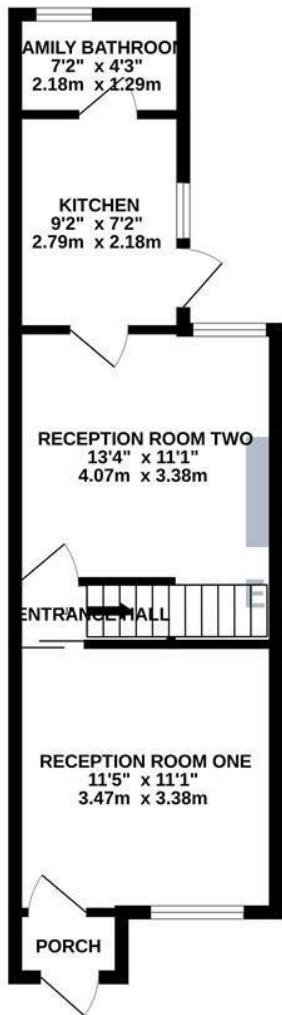 AMILY BATHROO
7'2" x 4'3"
2.18m x 1.29m
KITCHEN
9'2" x 7'2"
2.79m x 2.18m
RECEPTION ROOM TWO
13'4" x 11'1"
4.07m x 3.38m
ENTRANCE HALL
RECEPTION ROOM ONE
11'5" x 11'1"
3.47m x 3.38m
PORCH